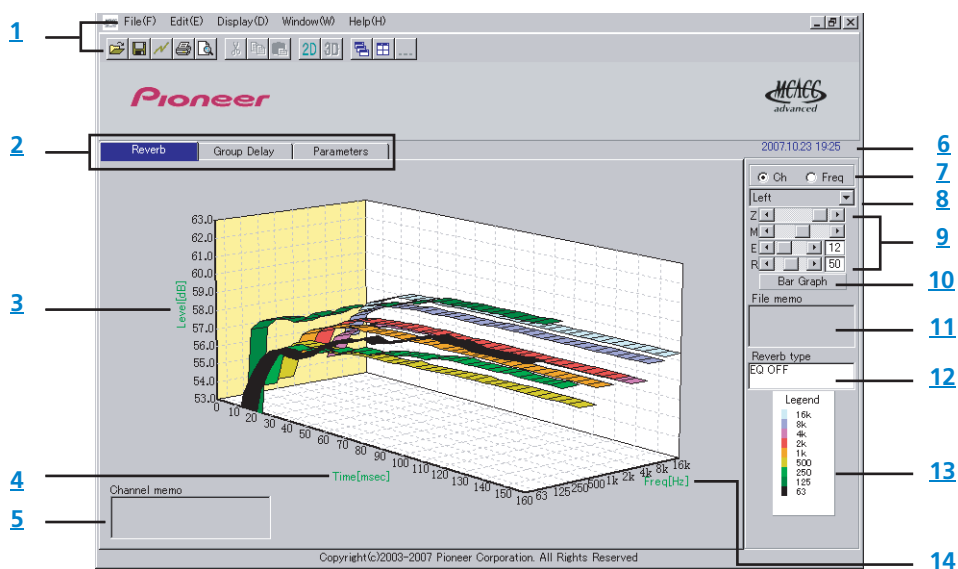 File(F) Edit(E) Display(D) Window(W) Help(H)
1
2D 3D
Pioneer
MCACC
advanced
2
Reverb Group Delay Parameters
2007.10.23 19:25
6
Ch Freq
7
Left
8
Z
M
E 12
R 50
9
Bar Graph
10
File memo
11
Reverb type
EQ OFF
12
Legend
16k
8k
4k
2k
1k
500
250
125
63
13
3
Level[dB]
63.0
62.0
61.0
60.0
59.0
58.0
57.0
56.0
55.0
54.0
53.0
0 10 20 30 40 50 60 70 80 90 100 110 120 130 140 150 160
63 125 250 500 1k 2k 4k 8k 16k
4
Time[msec]
Freq[Hz]
5
Channel memo
14
Copyright(c)2003-2007 Pioneer Corporation. All Rights Reserved